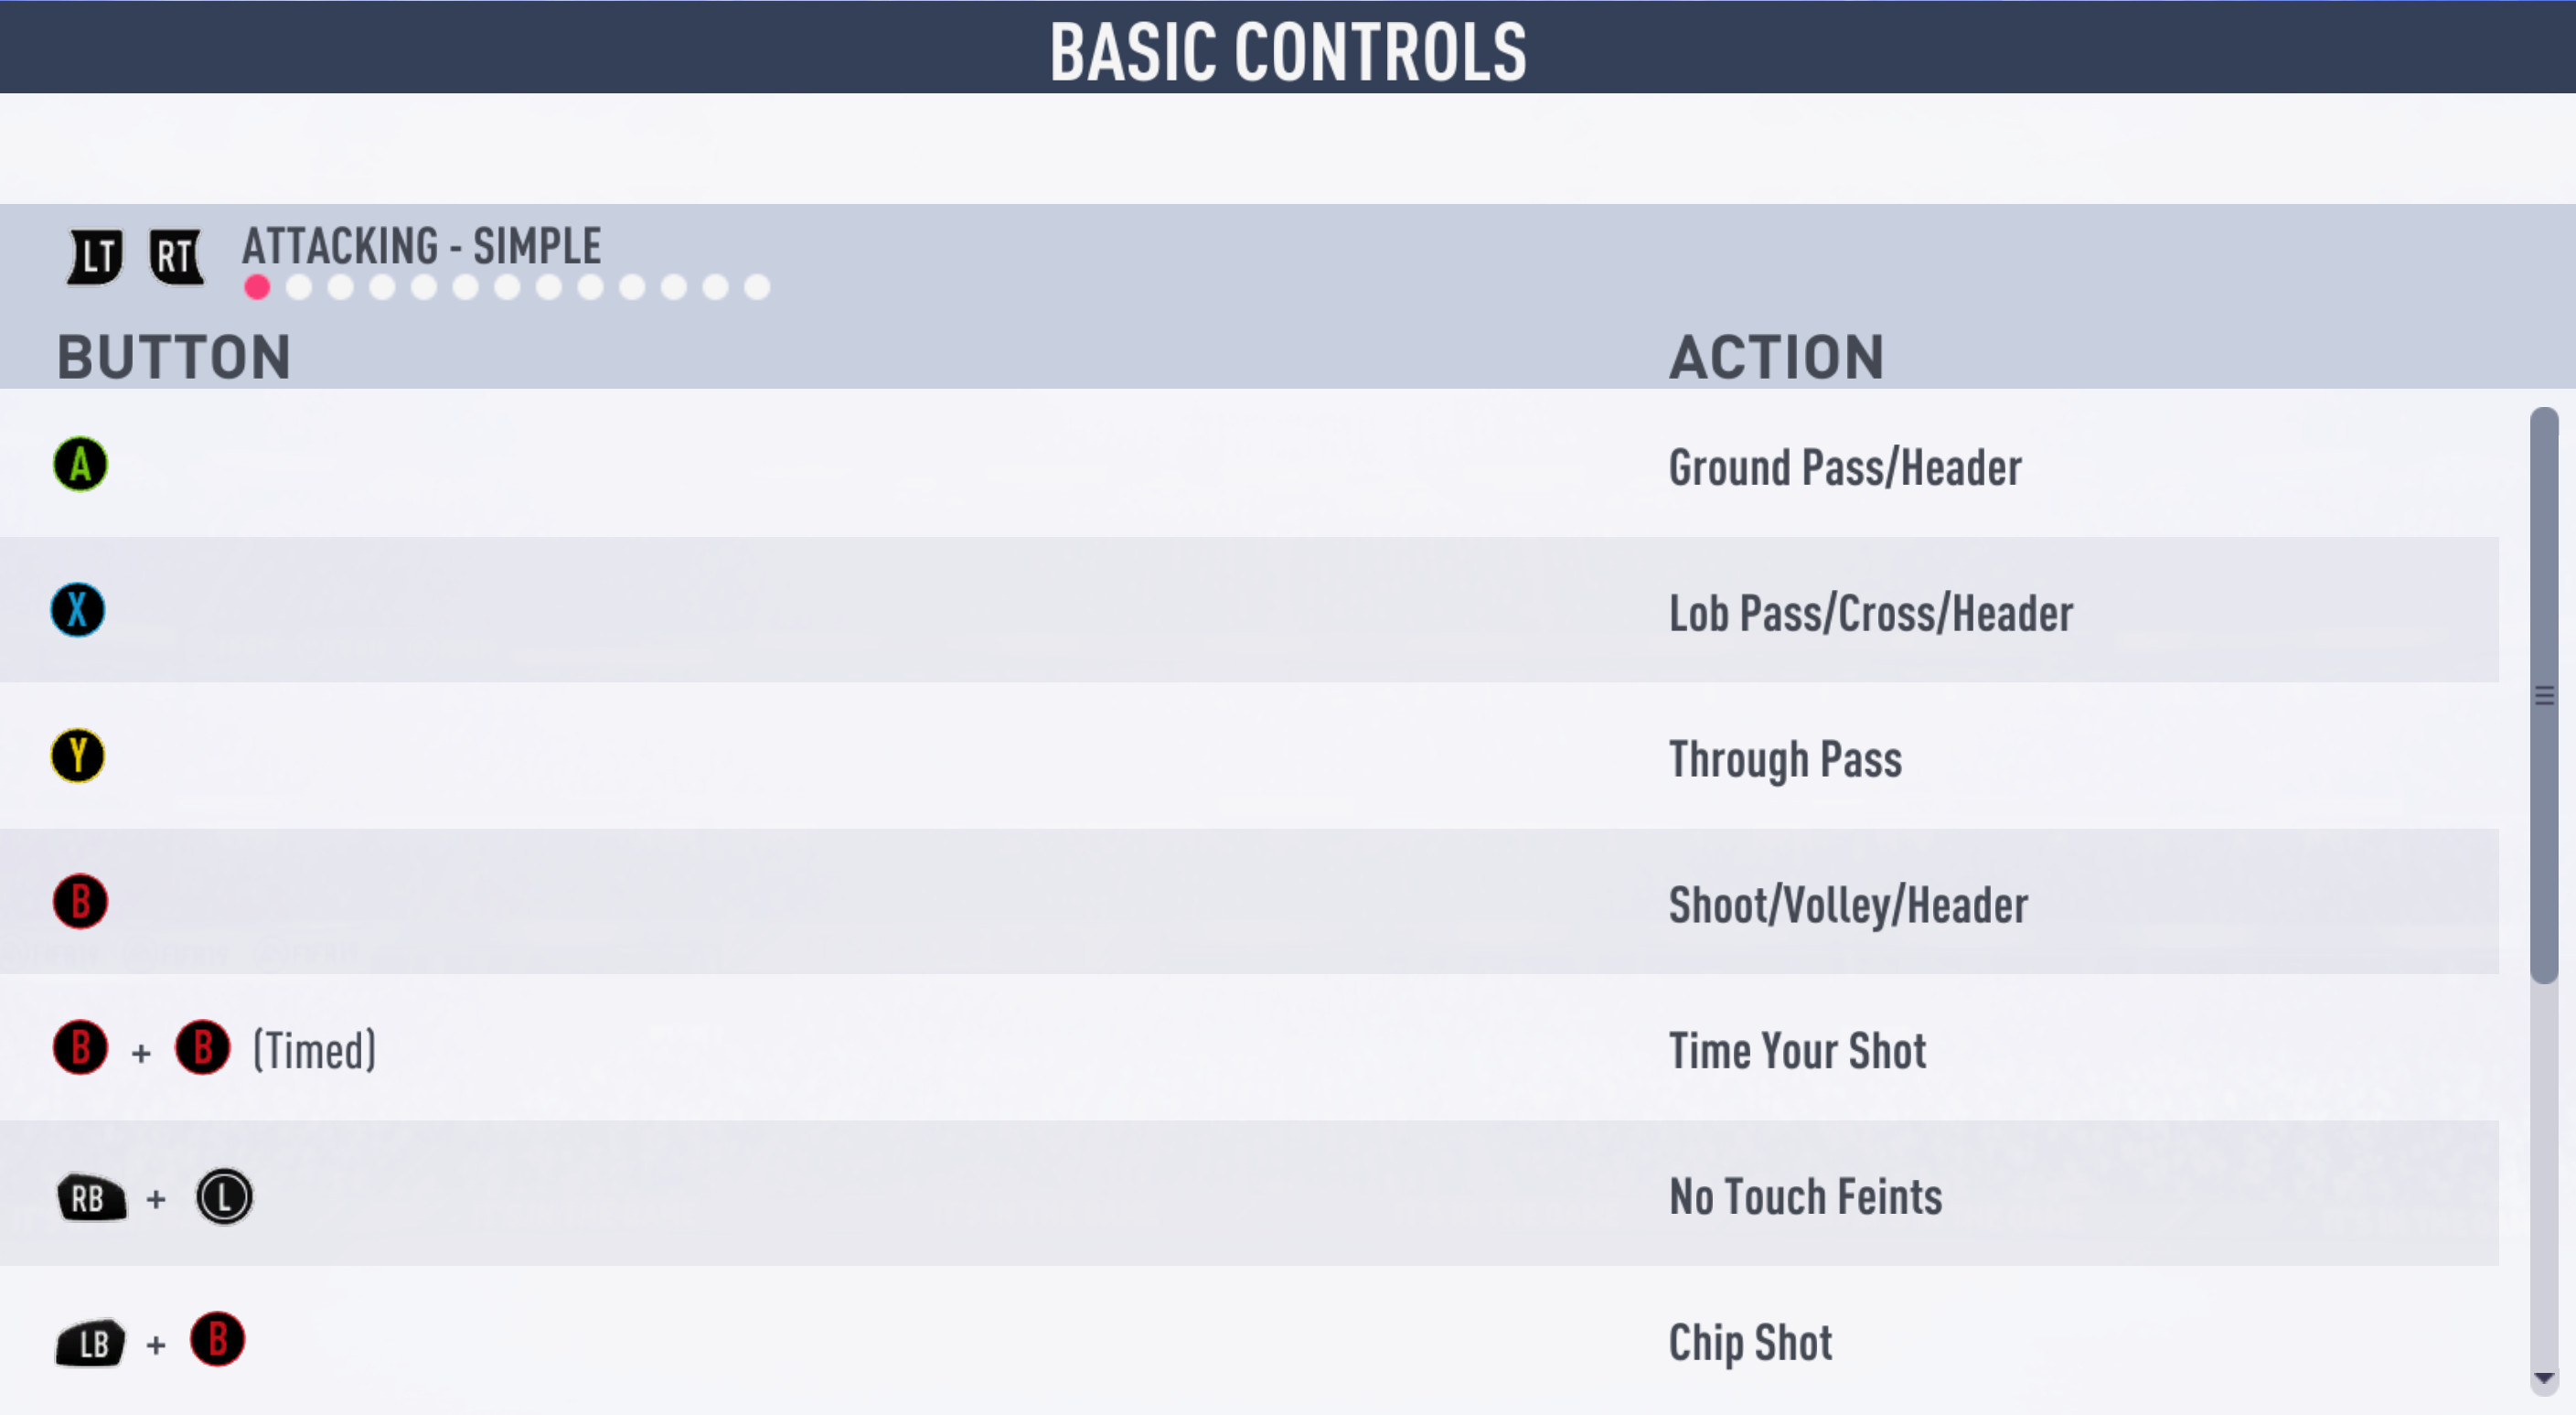 BASIC CONTROLS
LT RT ATTACKING - SIMPLE
BUTTON ACTION
A Ground Pass/Header
X Lob Pass/Cross/Header
Y Through Pass
B Shoot/Volley/Header
B + B (Timed) Time Your Shot
RB + L No Touch Feints
LB + B Chip Shot